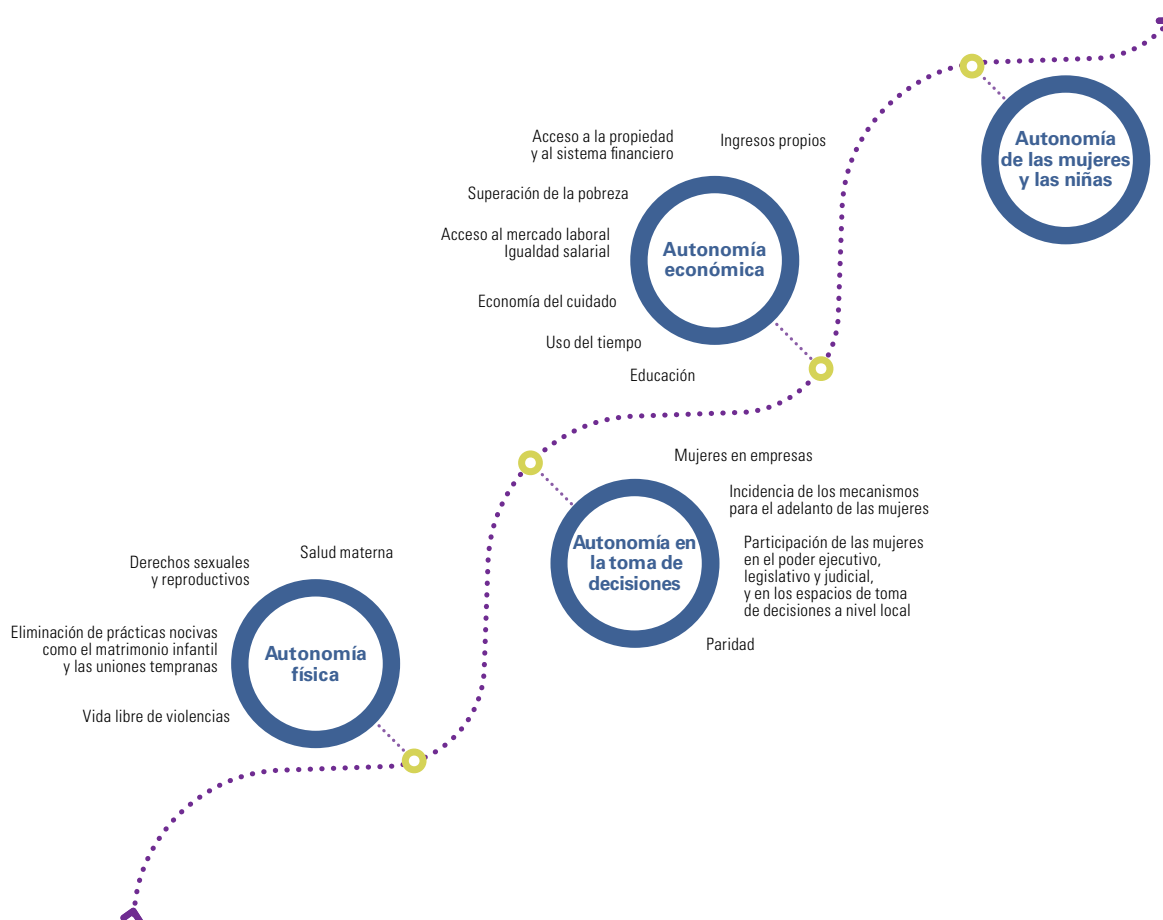 Autonomía
de las mujeres
y las niñas
Acceso a la propiedad
y al sistema financiero
Ingresos propios
Superación de la pobreza
Acceso al mercado laboral
Igualdad salarial
Autonomía
económica
Economía del cuidado
Uso del tiempo
Educación
Mujeres en empresas
Incidencia de los mecanismos
para el adelanto de las mujeres
Autonomía en
la toma de
decisiones
Participación de las mujeres
en el poder ejecutivo,
legislativo y judicial,
y en los espacios de toma
de decisiones a nivel local
Paridad
Salud materna
Derechos sexuales
y reproductivos
Eliminación de prácticas nocivas
como el matrimonio infantil
y las uniones tempranas
Autonomía
física
Vida libre de violencias